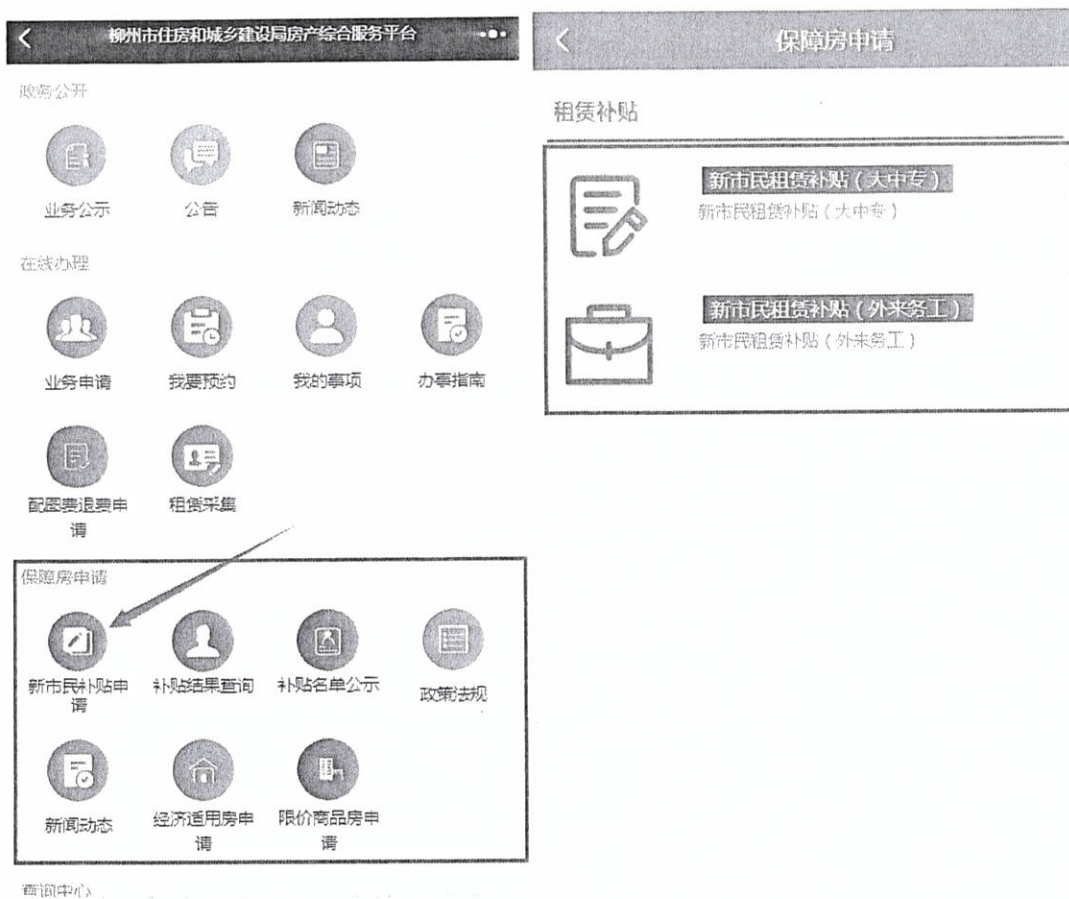 柳州市住房和城乡建设局房产综合服务平台
政务公开
业务公示
公告
新闻动态
在线办理
业务申请
我要预约
我的事项
办事指南
配图费退费申
请
租赁采集
保障房申请
新市民补贴申
请
补贴结果查询
补贴名单公示
政策法规
新闻动态
经济适用房申
请
限价商品房申
请
查询中心
保障房申请
租赁补贴
新市民租赁补贴（大中专）
新市民租赁补贴（大中专）
新市民租赁补贴（外来务工）
新市民租赁补贴（外来务工）